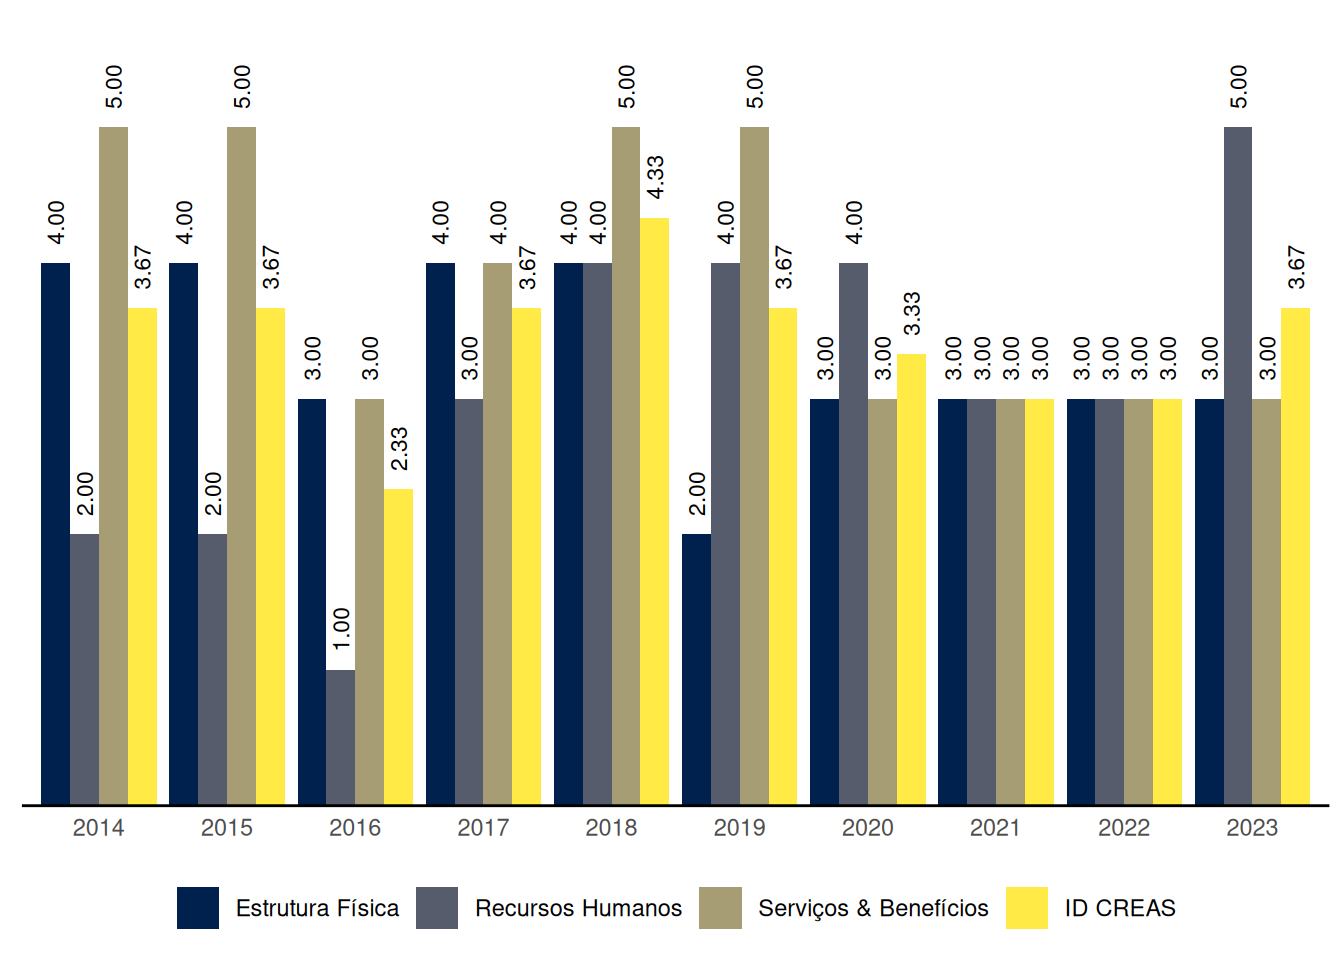 4.00 2.00 5.00 3.67
4.00 2.00 5.00 3.67
3.00 1.00 3.00 2.33
4.00 3.00 4.00 3.67
4.00 4.00 5.00 4.33
2.00 4.00 5.00 3.67
3.00 4.00 3.00 3.33
3.00 3.00 3.00 3.00
3.00 3.00 3.00 3.00
3.00 5.00 3.00 3.67
2014 2015 2016 2017 2018 2019 2020 2021 2022 2023
Estrutura Física Recursos Humanos Serviços & Benefícios ID CREAS